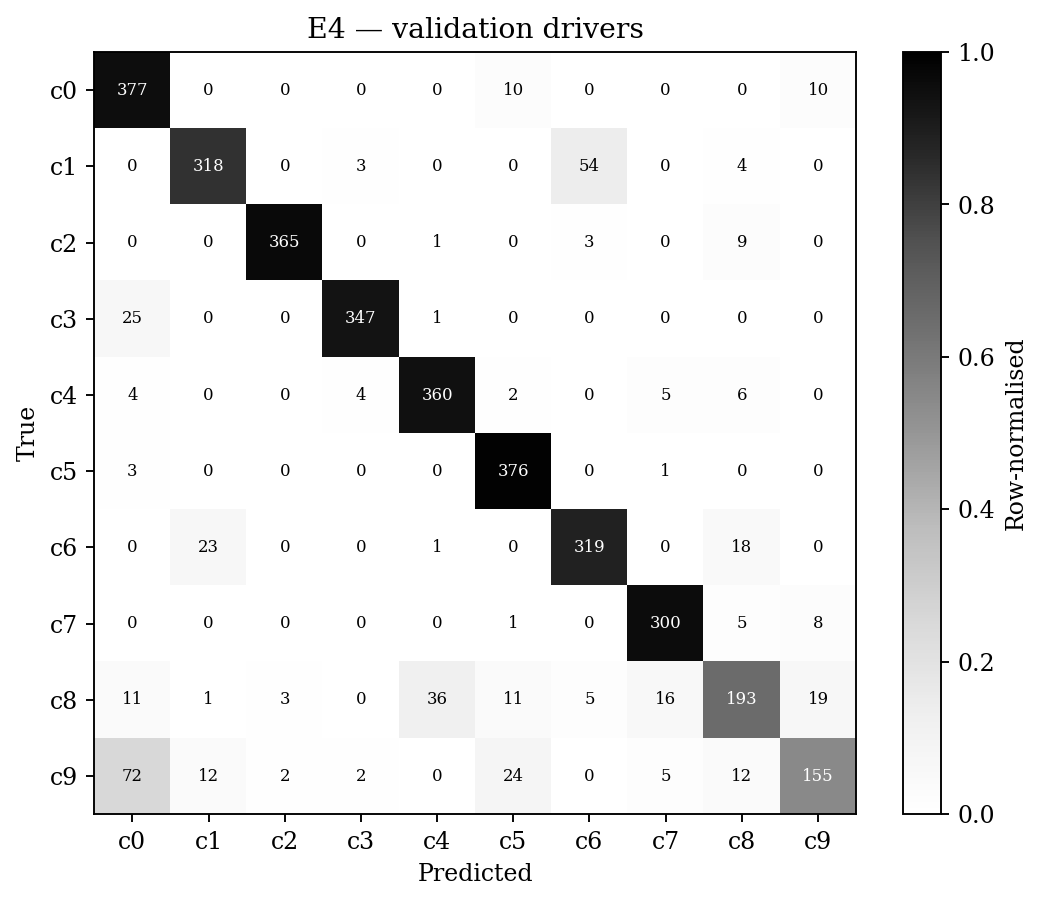 E4 — validation drivers
c0 377 0 0 0 0 10 0 0 0 10
c1 0 318 0 3 0 0 54 0 4 0
c2 0 0 365 0 1 0 3 0 9 0
c3 25 0 0 347 1 0 0 0 0 0
c4 4 0 0 4 360 2 0 5 6 0
c5 3 0 0 0 0 376 0 1 0 0
c6 0 23 0 0 1 0 319 0 18 0
c7 0 0 0 0 0 1 0 300 5 8
c8 11 1 3 0 36 11 5 16 193 19
c9 72 12 2 2 0 24 0 5 12 155
c0 c1 c2 c3 c4 c5 c6 c7 c8 c9
Predicted
True
1.0
0.8
0.6
0.4
0.2
0.0
Row-normalised